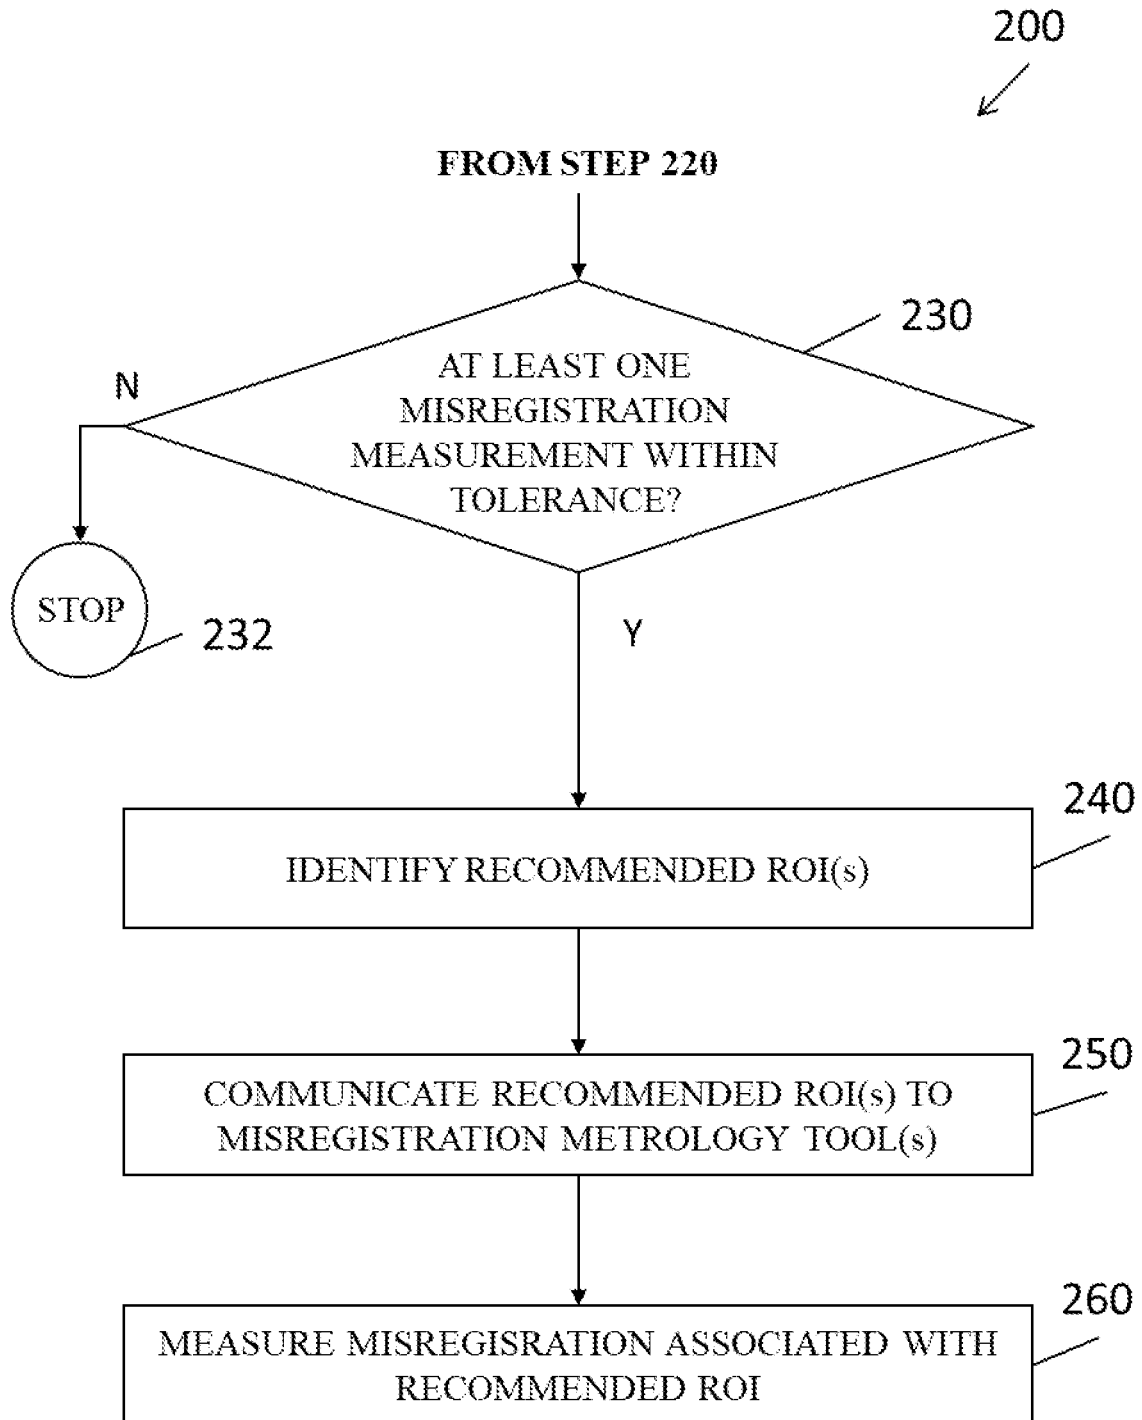 200
FROM STEP 220
230
AT LEAST ONE
MISREGISTRATION
MEASUREMENT WITHIN
TOLERANCE?
N
STOP
232
Y
240
IDENTIFY RECOMMENDED ROI(s)
250
COMMUNICATE RECOMMENDED ROI(s) TO
MISREGISTRATION METROLOGY TOOL(s)
260
MEASURE MISREGISRATION ASSOCIATED WITH
RECOMMENDED ROI